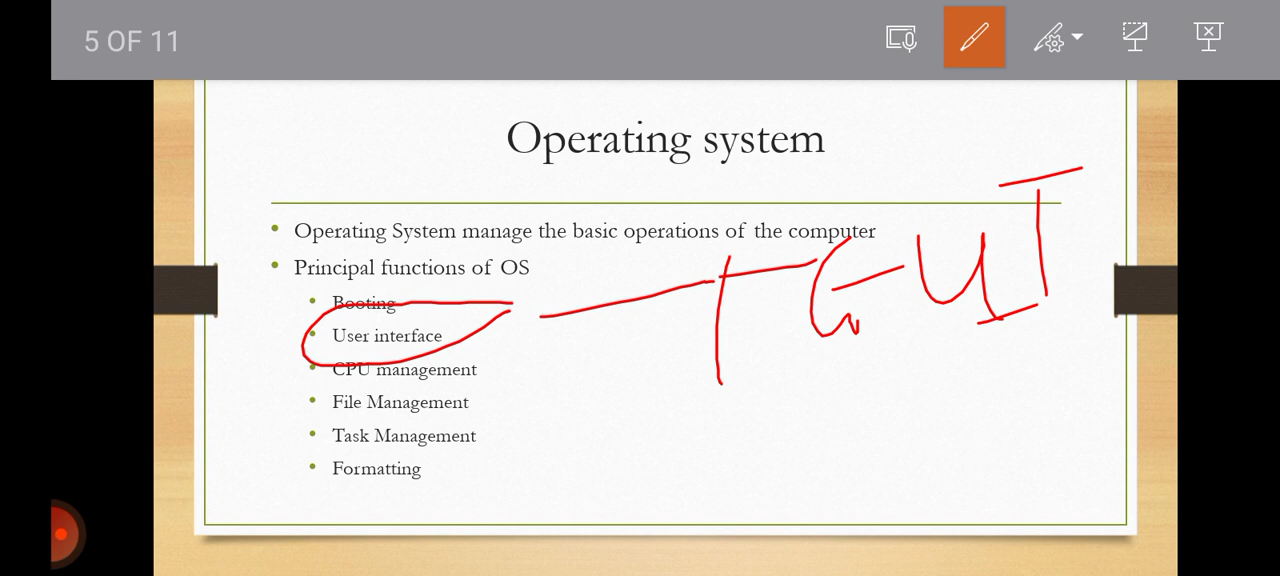 5 OF 11
Operating system
Operating System manage the basic operations of the computer
Principal functions of OS
Booting
User interface
GUI
CPU management
File Management
Task Management
Formatting